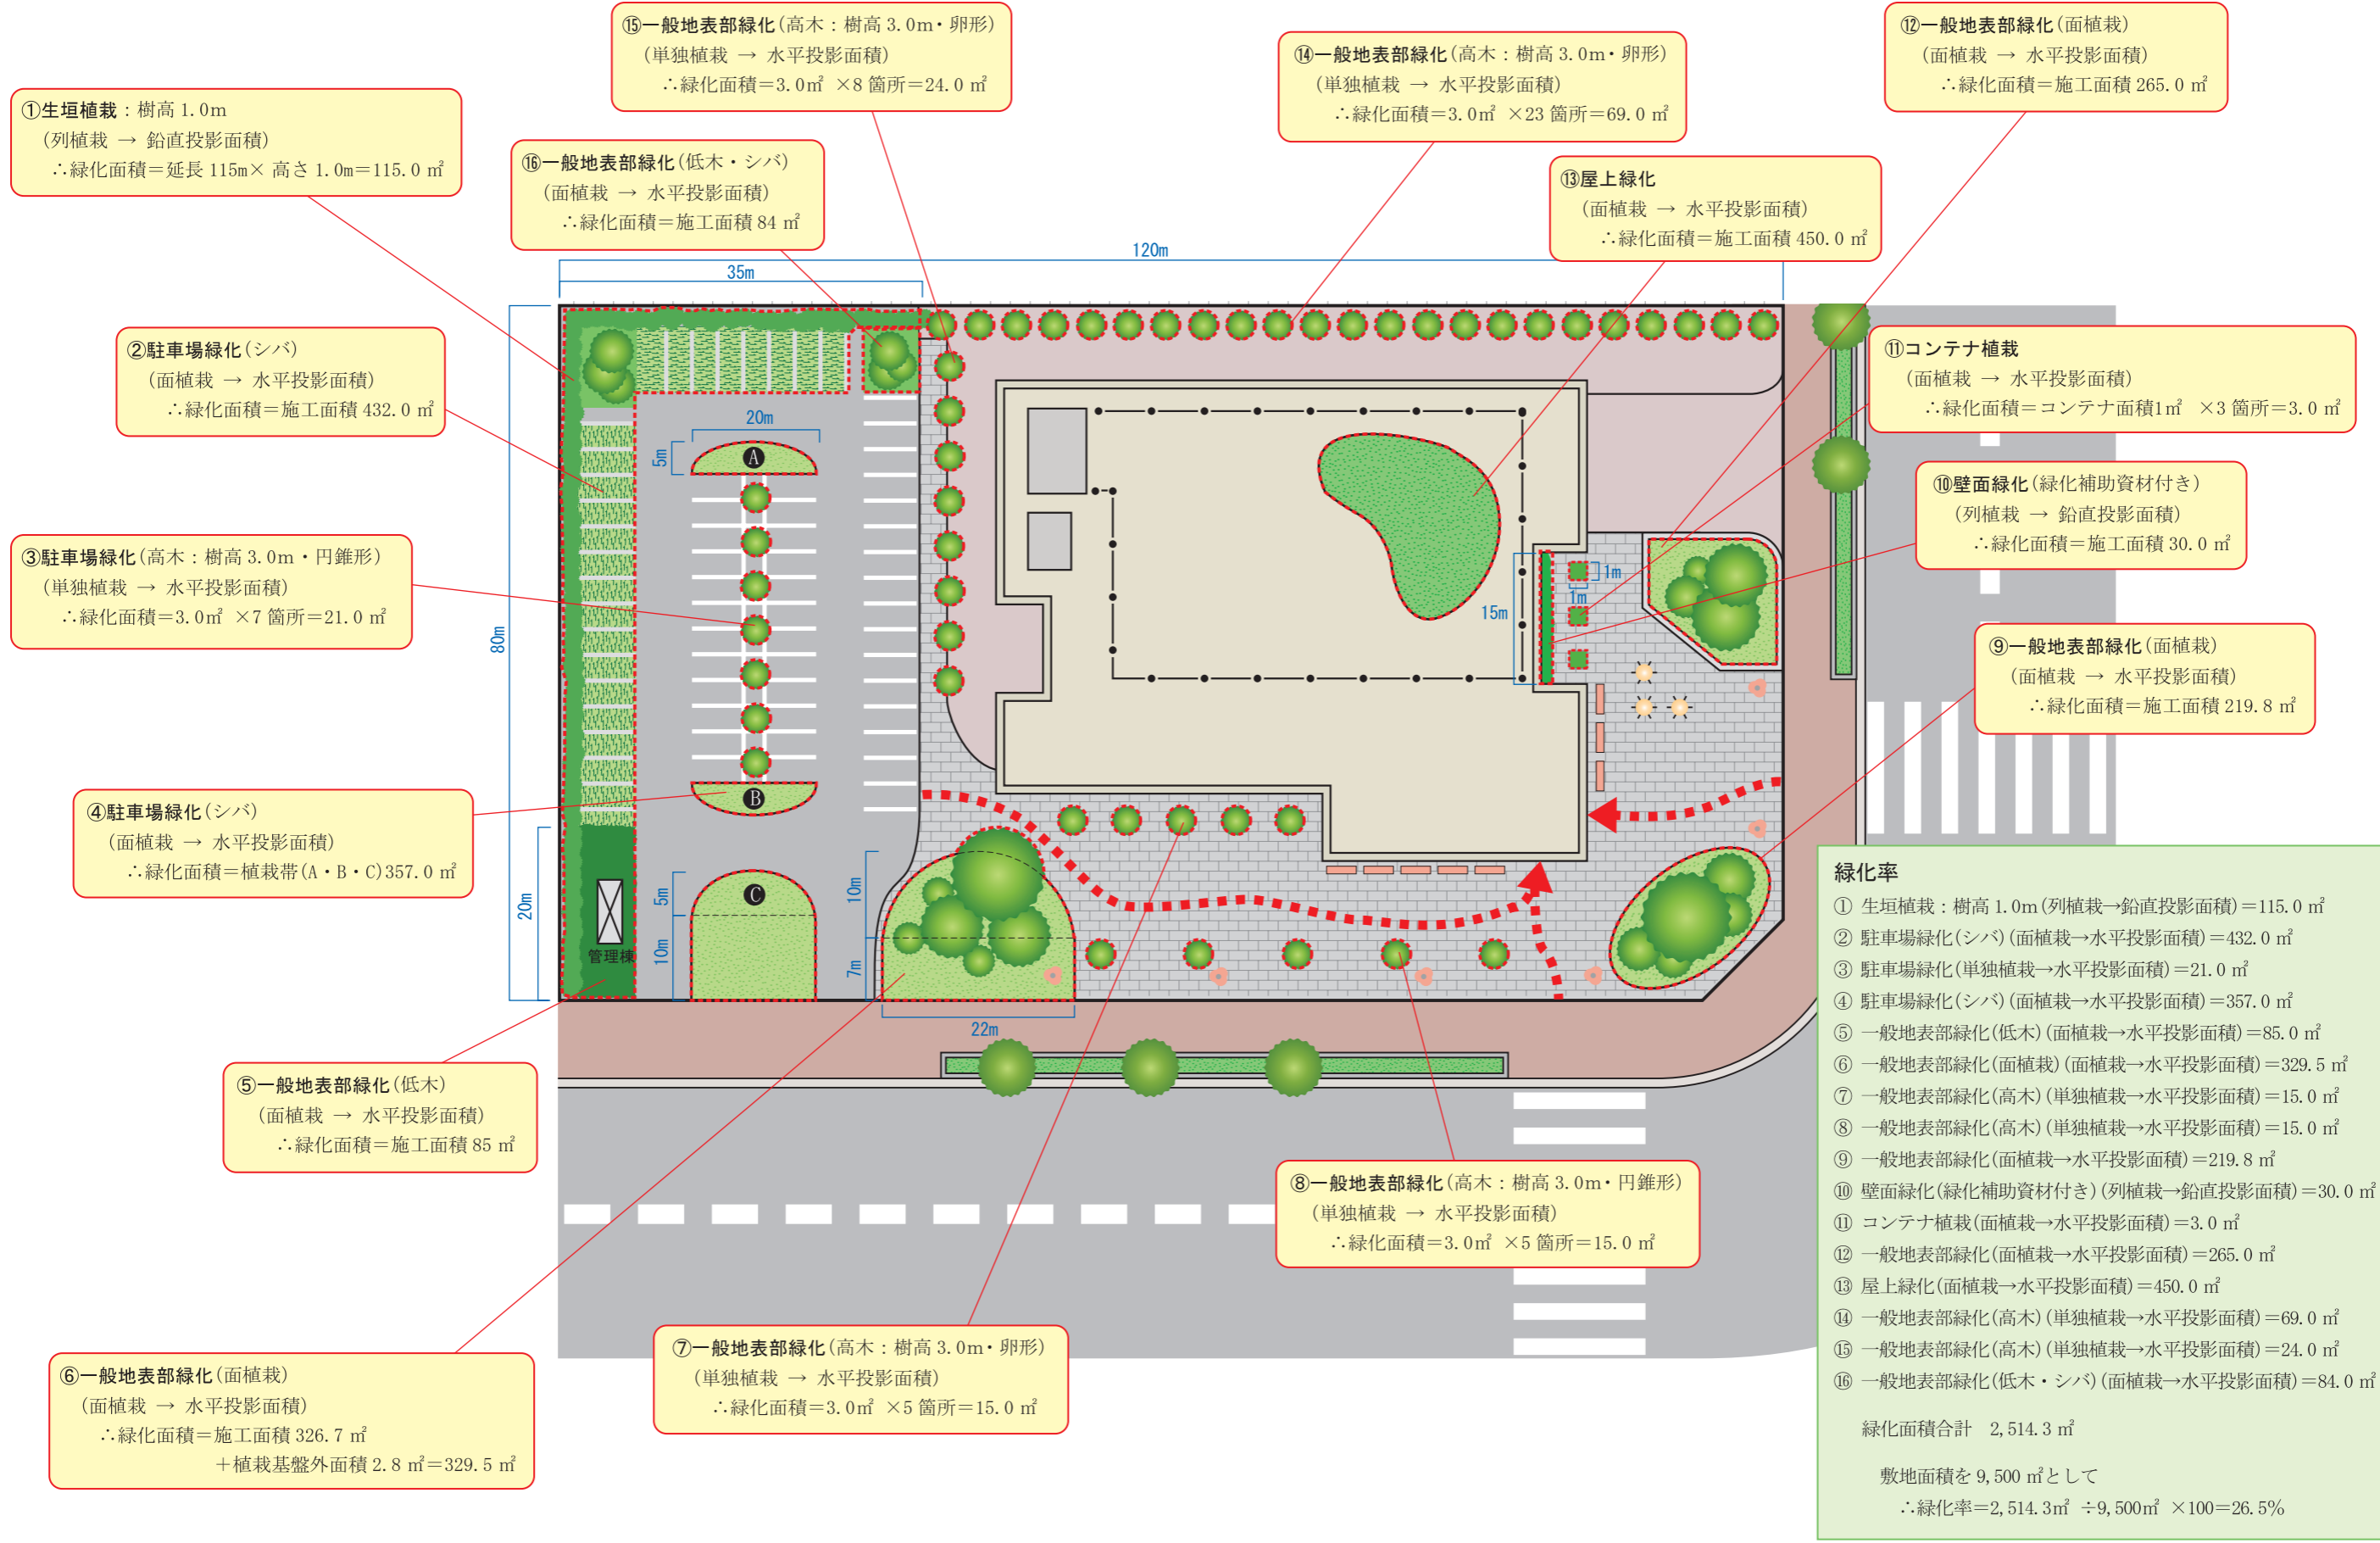 ⑮一般地表部緑化(高木：樹高 3.0m・卵形)
(単独植栽 → 水平投影面積)
∴緑化面積＝3.0㎡ ×8 箇所＝24.0 ㎡
⑭一般地表部緑化(高木：樹高 3.0m・卵形)
(単独植栽 → 水平投影面積)
∴緑化面積＝3.0㎡ ×23 箇所＝69.0 ㎡
⑫一般地表部緑化(面植栽)
(面植栽 → 水平投影面積)
∴緑化面積＝施工面積 265.0 ㎡
①生垣植栽：樹高 1.0m
(列植栽 → 鉛直投影面積)
∴緑化面積＝延長 115m× 高さ 1.0m＝115.0 ㎡
⑯一般地表部緑化(低木・シバ)
(面植栽 → 水平投影面積)
∴緑化面積＝施工面積 84 ㎡
⑬屋上緑化
(面植栽 → 水平投影面積)
∴緑化面積＝施工面積 450.0 ㎡
120m
35m
②駐車場緑化(シバ)
(面植栽 → 水平投影面積)
∴緑化面積＝施工面積 432.0 ㎡
⑪コンテナ植栽
(面植栽 → 水平投影面積)
∴緑化面積＝コンテナ面積1㎡ ×3 箇所＝3.0 ㎡
20m
5m
A
⑩壁面緑化(緑化補助資材付き)
(列植栽 → 鉛直投影面積)
∴緑化面積＝施工面積 30.0 ㎡
③駐車場緑化(高木：樹高 3.0m・円錐形)
(単独植栽 → 水平投影面積)
∴緑化面積＝3.0㎡ ×7 箇所＝21.0 ㎡
1m
1m
15m
80m
⑨一般地表部緑化(面植栽)
(面植栽 → 水平投影面積)
∴緑化面積＝施工面積 219.8 ㎡
B
④駐車場緑化(シバ)
(面植栽 → 水平投影面積)
∴緑化面積＝植栽帯(A・B・C)357.0 ㎡
20m
5m
10m
C
10m
7m
管理棟
22m
⑤一般地表部緑化(低木)
(面植栽 → 水平投影面積)
∴緑化面積＝施工面積 85 ㎡
⑧一般地表部緑化(高木：樹高 3.0m・円錐形)
(単独植栽 → 水平投影面積)
∴緑化面積＝3.0㎡ ×5 箇所＝15.0 ㎡
⑦一般地表部緑化(高木：樹高 3.0m・卵形)
(単独植栽 → 水平投影面積)
∴緑化面積＝3.0㎡ ×5 箇所＝15.0 ㎡
⑥一般地表部緑化(面植栽)
(面植栽 → 水平投影面積)
∴緑化面積＝施工面積 326.7 ㎡
＋植栽基盤外面積 2.8 ㎡＝329.5 ㎡
緑化率
① 生垣植栽：樹高 1.0m(列植栽→鉛直投影面積)＝115.0 ㎡
② 駐車場緑化(シバ)(面植栽→水平投影面積)＝432.0 ㎡
③ 駐車場緑化(単独植栽→水平投影面積)＝21.0 ㎡
④ 駐車場緑化(シバ)(面植栽→水平投影面積)＝357.0 ㎡
⑤ 一般地表部緑化(低木)(面植栽→水平投影面積)＝85.0 ㎡
⑥ 一般地表部緑化(面植栽)(面植栽→水平投影面積)＝329.5 ㎡
⑦ 一般地表部緑化(高木)(単独植栽→水平投影面積)＝15.0 ㎡
⑧ 一般地表部緑化(高木)(単独植栽→水平投影面積)＝15.0 ㎡
⑨ 一般地表部緑化(面植栽→水平投影面積)＝219.8 ㎡
⑩ 壁面緑化(緑化補助資材付き)(列植栽→鉛直投影面積)＝30.0 ㎡
⑪ コンテナ植栽(面植栽→水平投影面積)＝3.0 ㎡
⑫ 一般地表部緑化(面植栽→水平投影面積)＝265.0 ㎡
⑬ 屋上緑化(面植栽→水平投影面積)＝450.0 ㎡
⑭ 一般地表部緑化(高木)(単独植栽→水平投影面積)＝69.0 ㎡
⑮ 一般地表部緑化(高木)(単独植栽→水平投影面積)＝24.0 ㎡
⑯ 一般地表部緑化(低木・シバ)(面植栽→水平投影面積)＝84.0 ㎡
緑化面積合計　2,514.3 ㎡
敷地面積を 9,500 ㎡として
∴緑化率＝2,514.3㎡ ÷9,500㎡ ×100＝26.5％